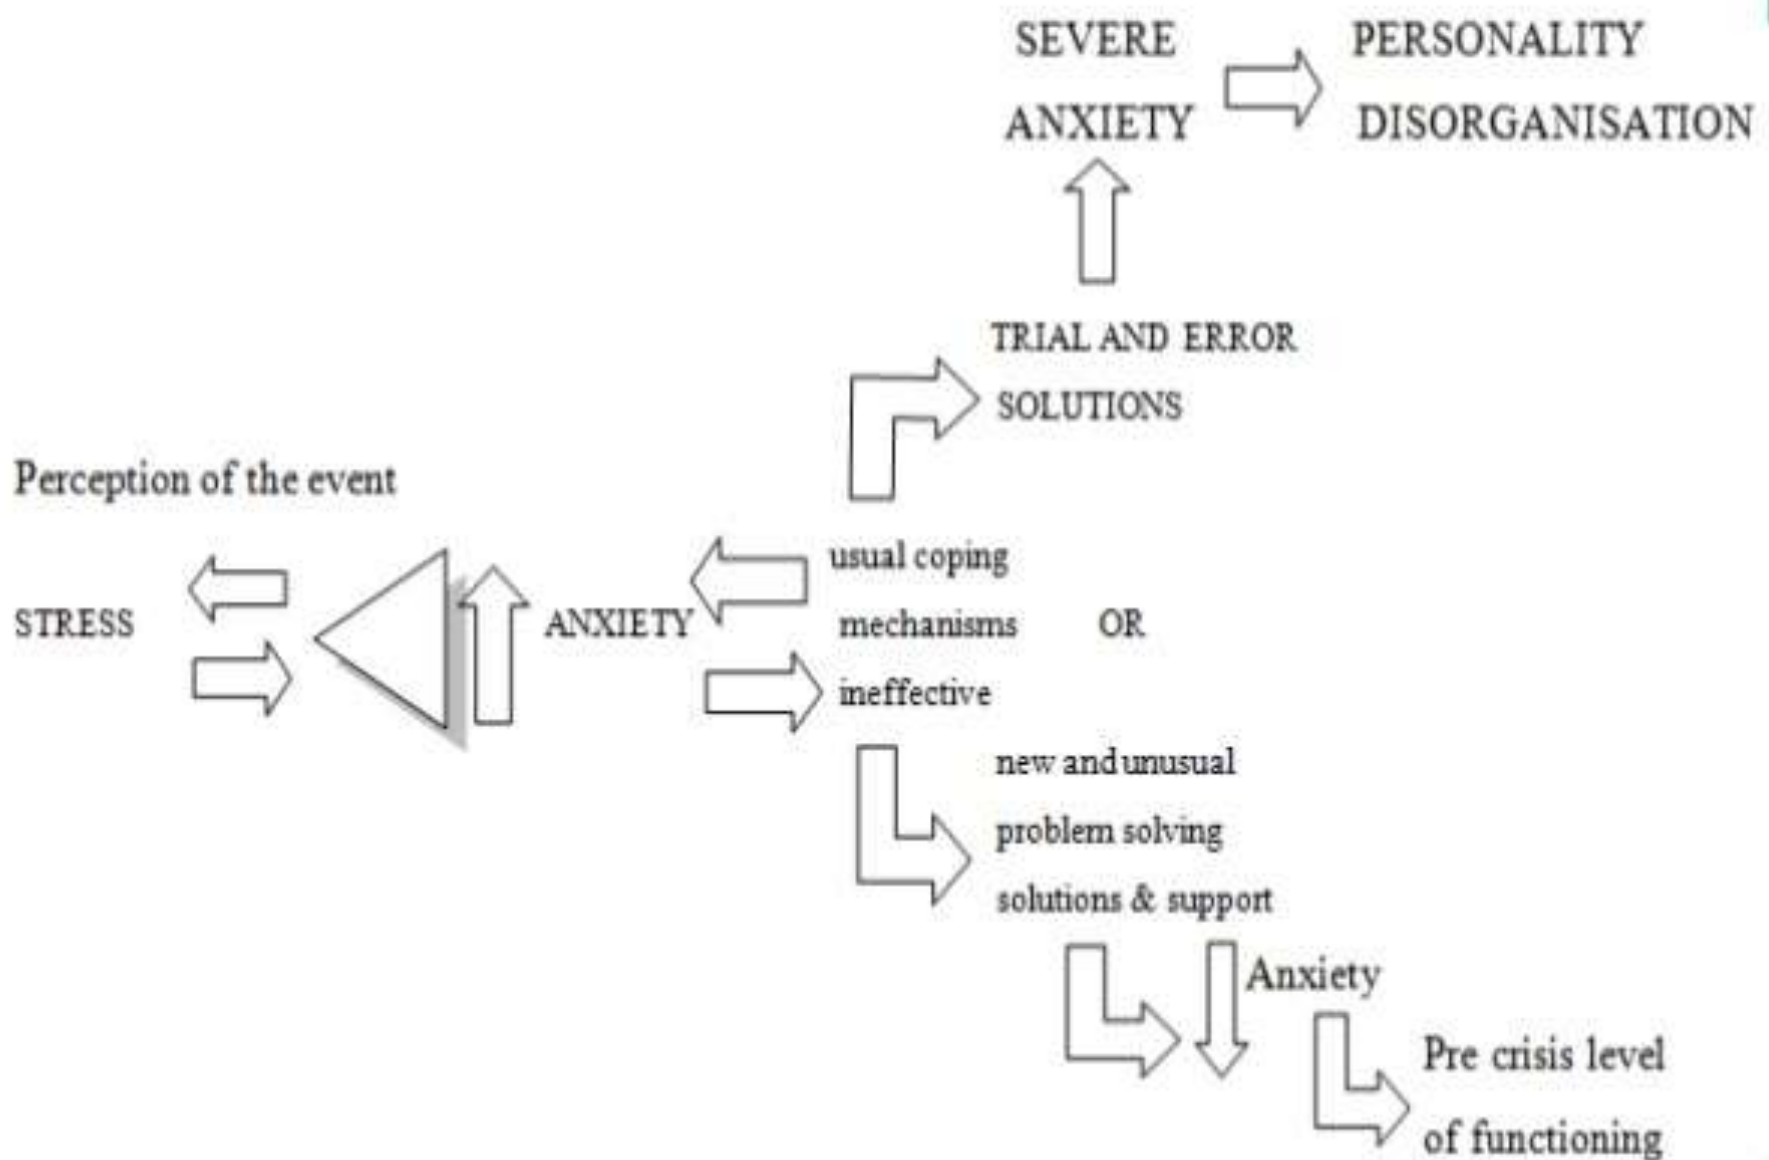 SEVERE
ANXIETY
PERSONALITY
DISORGANISATION
TRIAL AND ERROR
SOLUTIONS
Perception of the event
STRESS
ANXIETY
usual coping
mechanisms
ineffective
OR
new and unusual
problem solving
solutions & support
Anxiety
Pre crisis level
of functioning